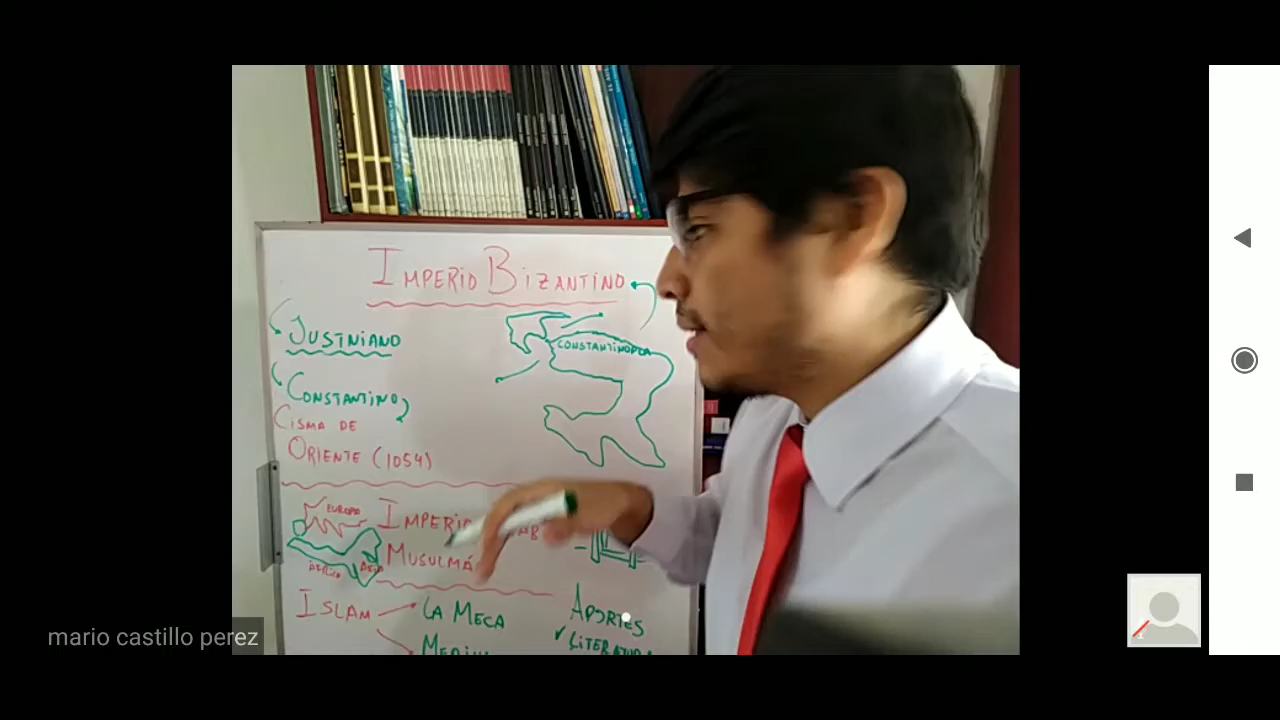 IMPERIO BIZANTINO
JUSTNIANO
CONSTANTINOPLA
CONSTANTINO
CISMA DE
ORIENTE (1054)
EUROPA
IMPERIO
MUSULMÁ
ÁFRICA
ASIA
ISLAM
LA MECA
APORTES
✓ LITERATU
mario castillo perez